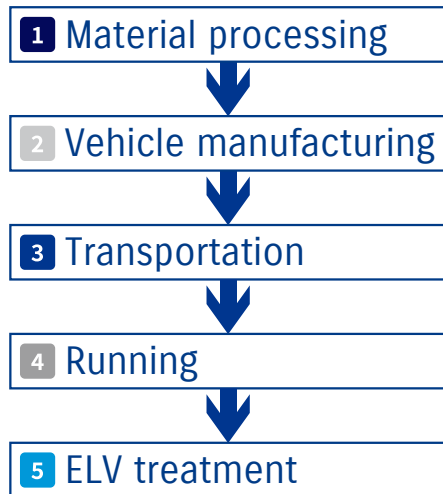 1 Material processing
2 Vehicle manufacturing
3 Transportation
4 Running
5 ELV treatment